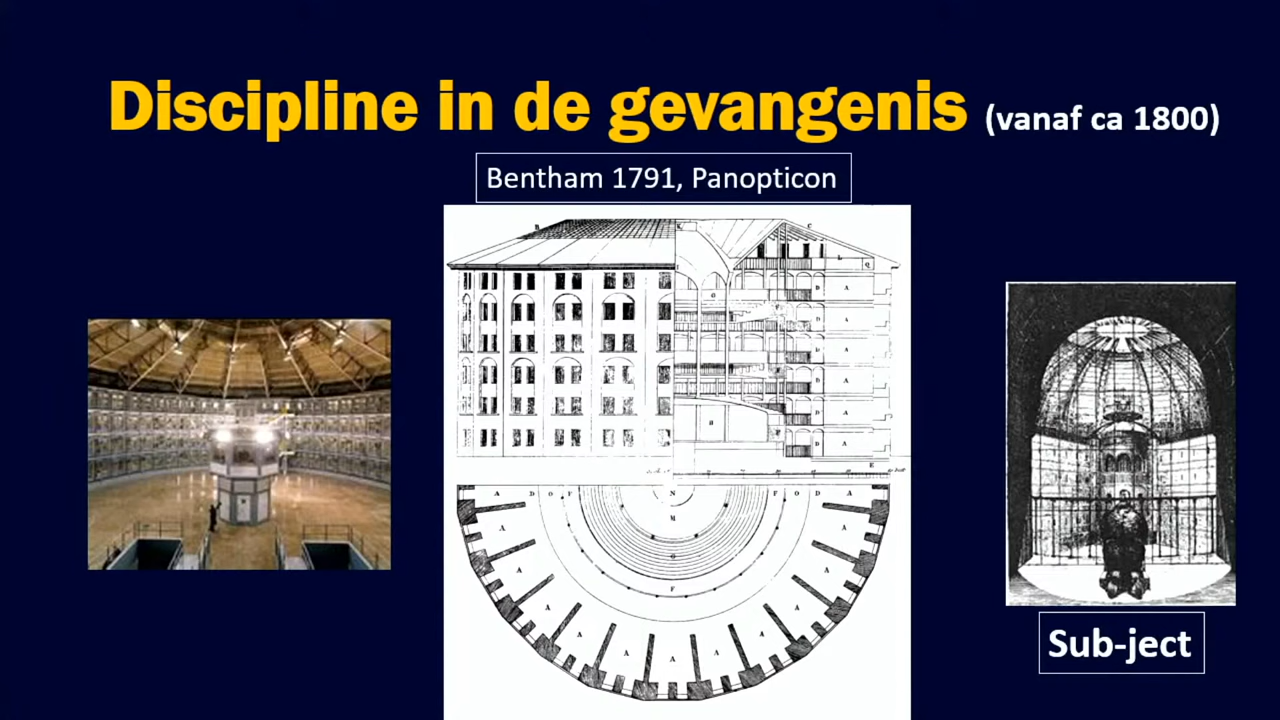 Discipline in de gevangenis (vanaf ca 1800)
Bentham 1791, Panopticon
Sub-ject